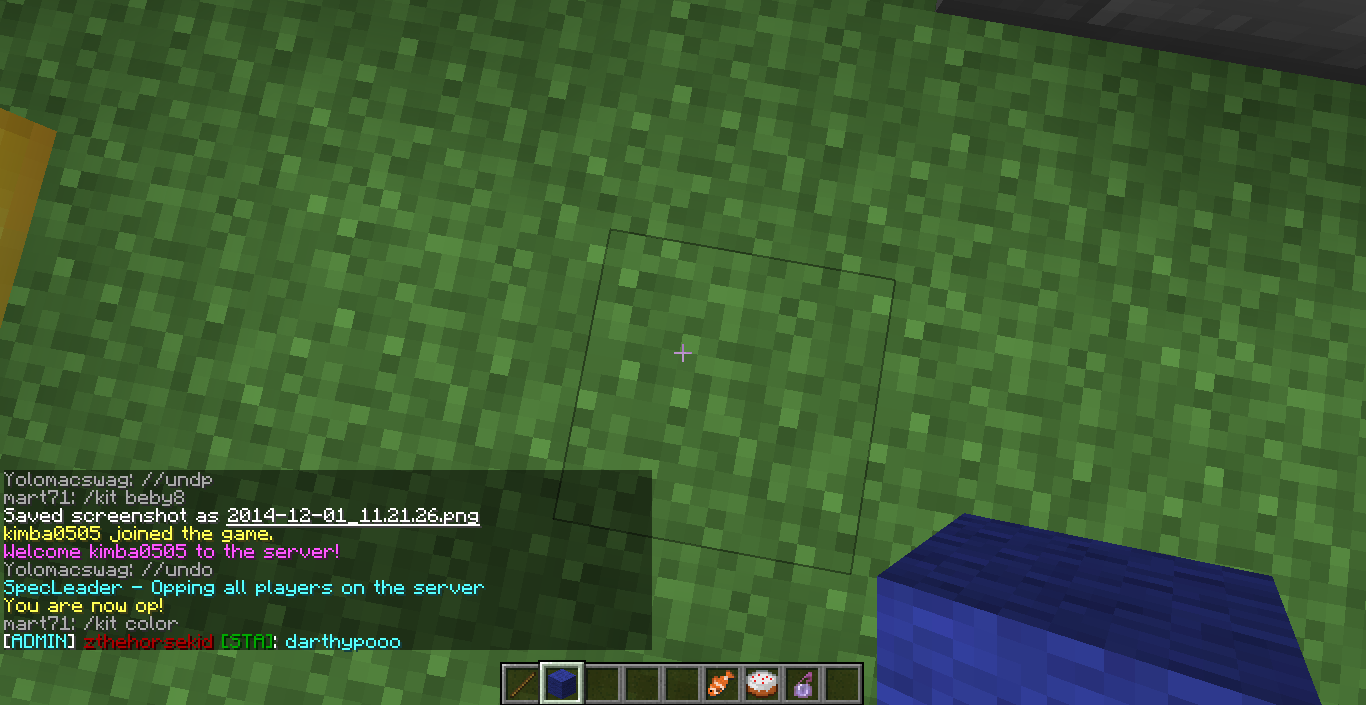 Yolomacswag: //undp
mart71: /kit beby8
Saved screenshot as 2014-12-01_11.21.26.png
kimba0505 joined the game.
Welcome kimba0505 to the server!
Yolomacswag: //undo
SpecLeader - Opping all players on the server
You are now op!
mart71: /kit color
[ADMIN] zthehorsekid [STA]: darthypooo